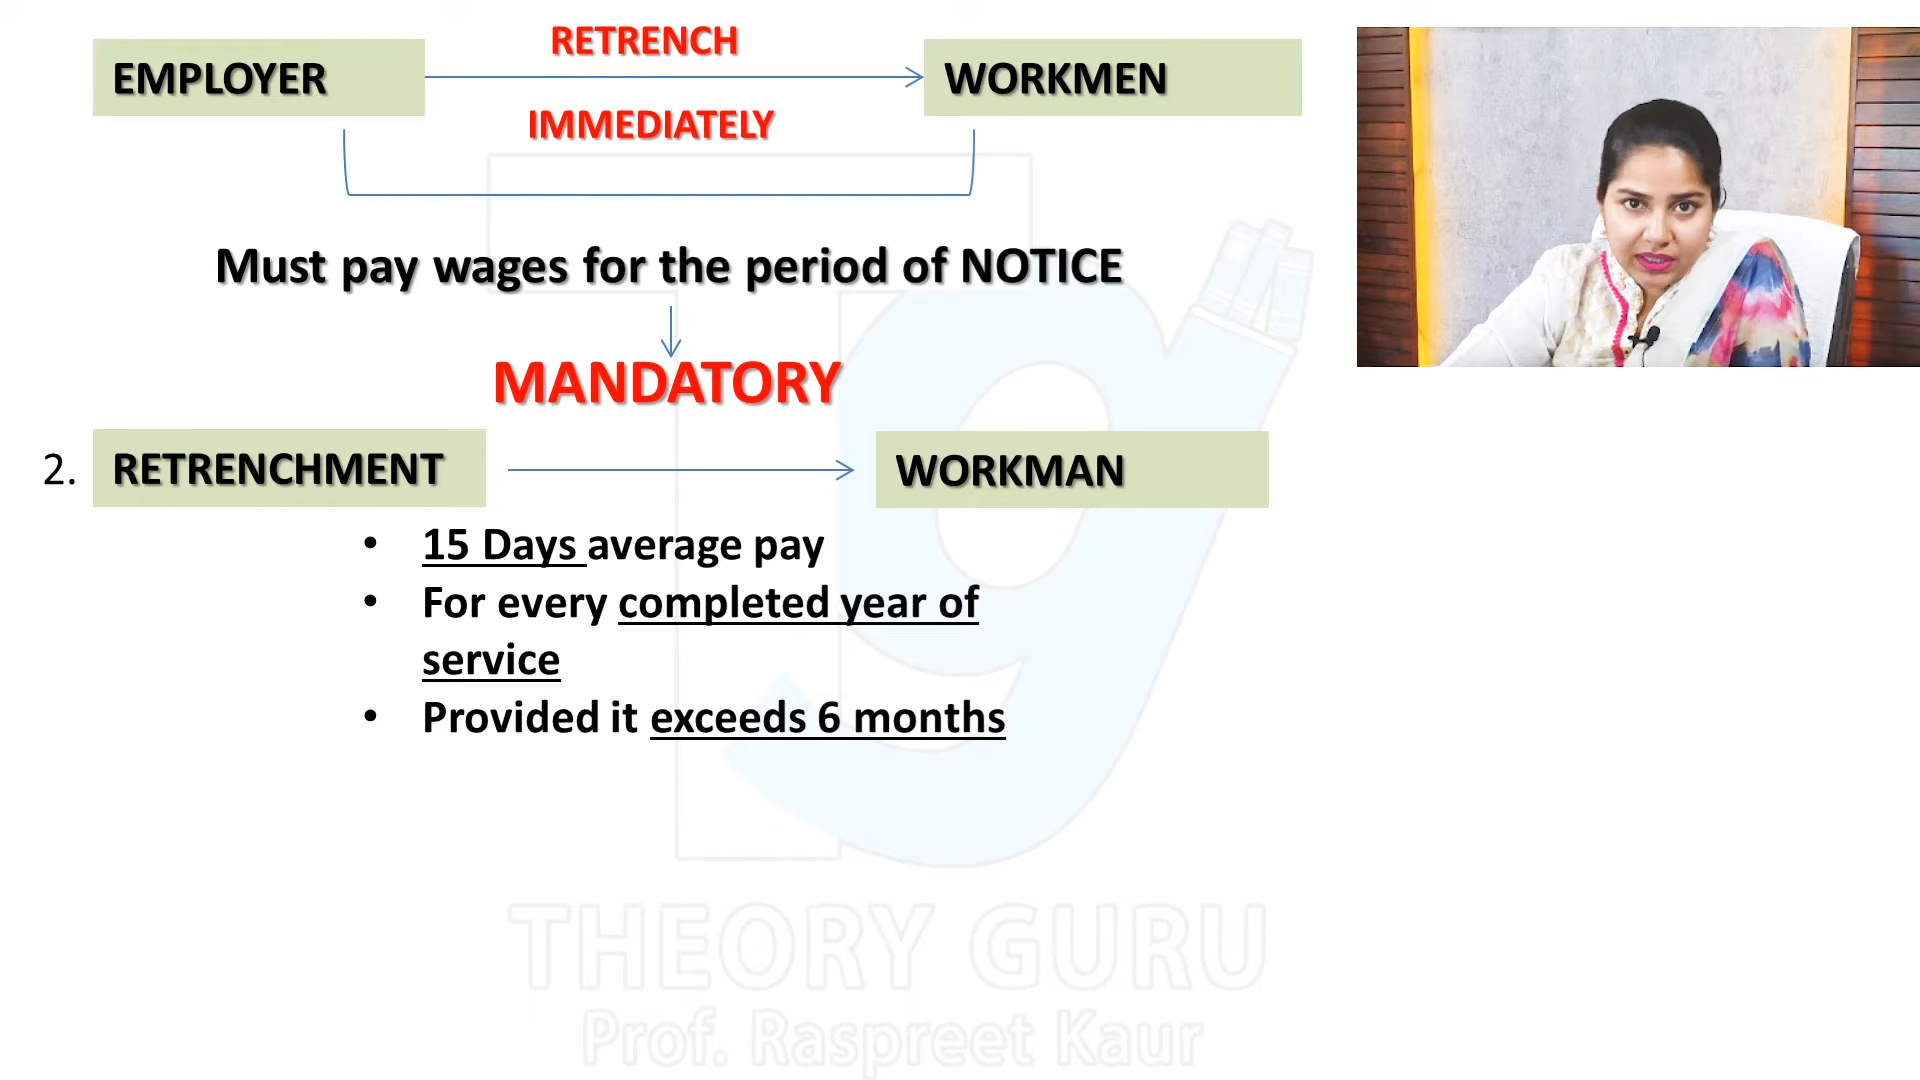 RETRENCH
EMPLOYER
WORKMEN
IMMEDIATELY
Must pay wages for the period of NOTICE
MANDATORY
2.
RETRENCHMENT
WORKMAN
• 15 Days average pay
• For every completed year of
service
• Provided it exceeds 6 months
THEORY GURU
Prof. Raspreet Kaur